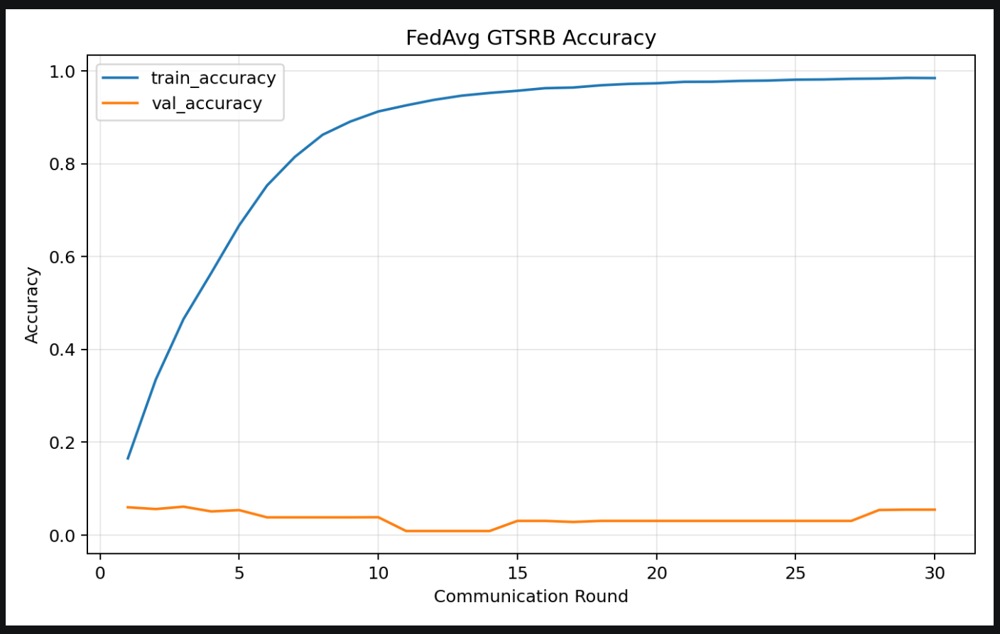 FedAvg GTSRB Accuracy
train_accuracy
val_accuracy
1.0
0.8
0.6
0.4
0.2
0.0
Accuracy
0 5 10 15 20 25 30
Communication Round